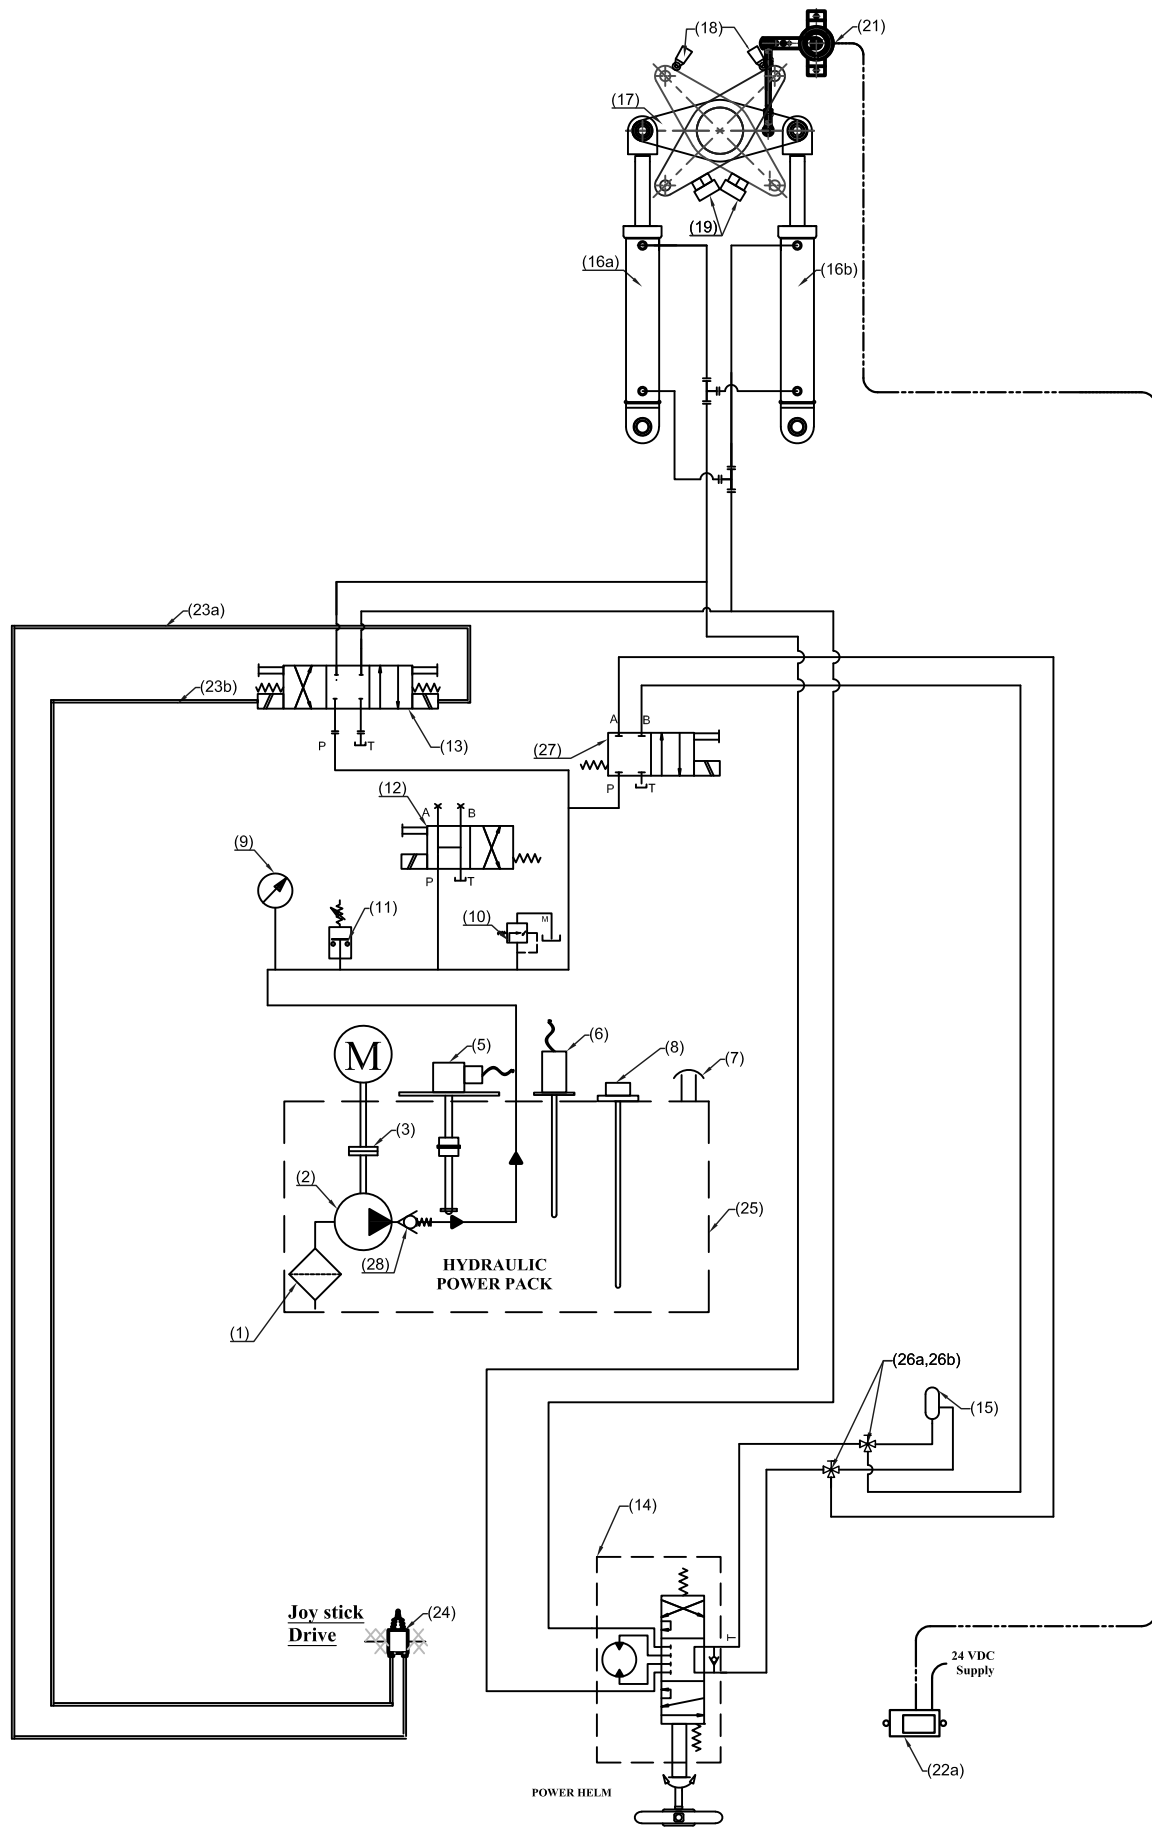 (18)
(21)
(17)
(19)
(16a)
(16b)
(23a)
(23b)
P
T
(13)
A
B
(27)
P
T
(12)
A
B
P
T
(9)
(11)
(10)
M
M
(5)
(6)
(8)
(7)
(3)
(2)
(25)
(28)
HYDRAULIC
POWER PACK
(1)
(26a,26b)
(15)
(14)
T
Joy stick
Drive
(24)
24 VDC
Supply
(22a)
POWER HELM